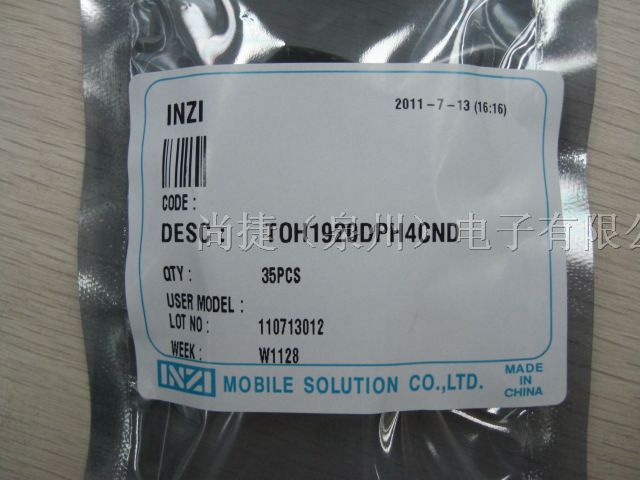 INZI
2011-7-13 (16:16)
CODE :
DESC : TOH1920DPH4CND
QTY : 35PCS
USER MODEL :
LOT NO : 110713012
WEEK : W1128
INZI MOBILE SOLUTION CO.,LTD.
MADE IN
CHINA
尚捷（泉州）电子有限公